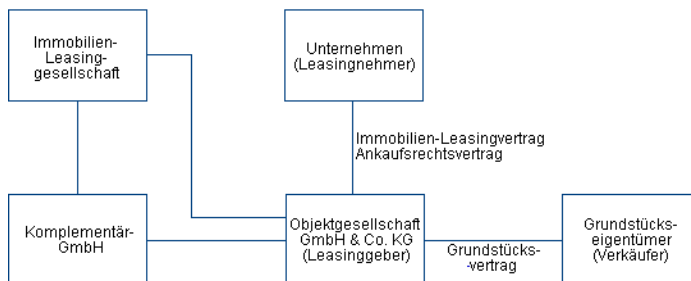 Immobilien-
Leasing-
gesellschaft
Unternehmen
(Leasingnehmer)
Immobilien-Leasingvertrag
Ankaufsrechtsvertrag
Komplementär-
GmbH
Objektgesellschaft
GmbH & Co. KG
(Leasinggeber)
Grundstücks-
vertrag
Grundstücks-
eigentümer
(Verkäufer)